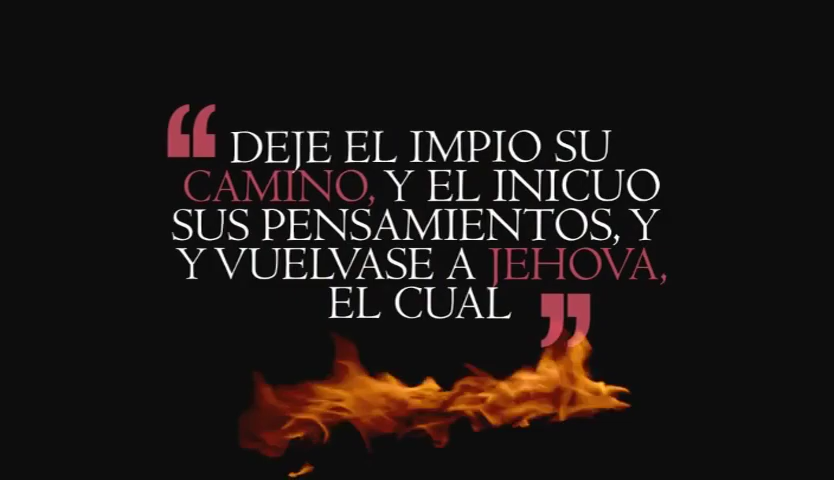 “ DEJE EL IMPIO SU
CAMINO, Y EL INICUO
SUS PENSAMIENTOS, Y
Y VUELVASE A JEHOVA,
EL CUAL ”